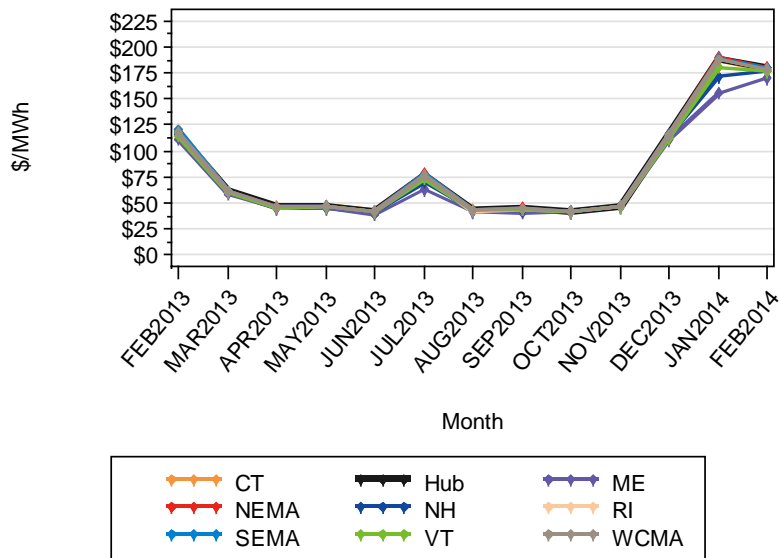 $/MWh
$225
$200
$175
$150
$125
$100
$75
$50
$25
$0
FEB2013
MAR2013
APR2013
MAY2013
JUN2013
JUL2013
AUG2013
SEP2013
OCT2013
NOV2013
DEC2013
JAN2014
FEB2014
Month
CT Hub ME
NEMA NH RI
SEMA VT WCMA